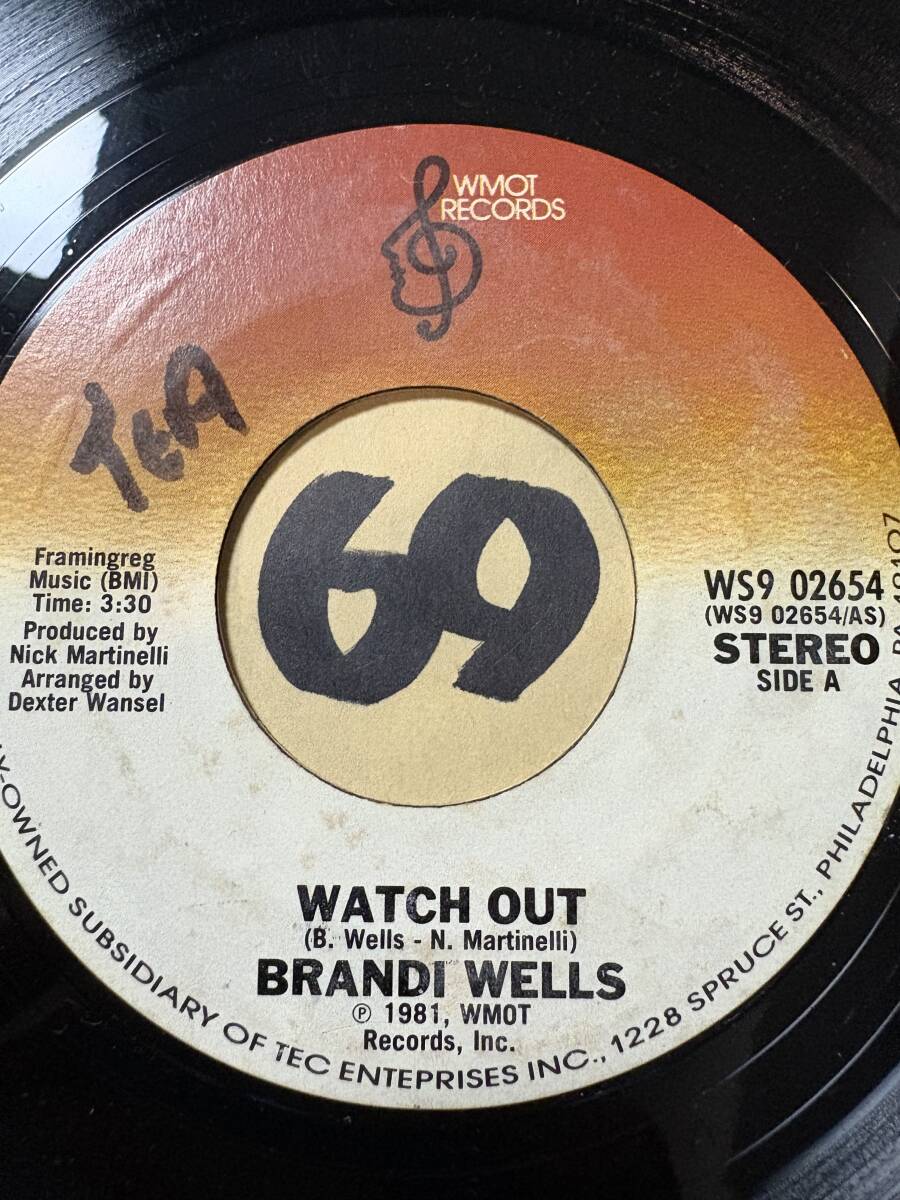 WMOT
RECORDS
69
Framingreg
Music (BMI)
Time: 3:30
Produced by
Nick Martinelli
Arranged by
Dexter Wansel
WS9 02654
(WS9 02654/AS)
STEREO
SIDE A
WATCH OUT
(B. Wells - N. Martinelli)
BRANDI WELLS
℗ 1981, WMOT
Records, Inc.
-OWNED SUBSIDIARY OF TEC ENTEPRISES INC., 1228 SPRUCE ST., PHILADELPHIA PA 19107